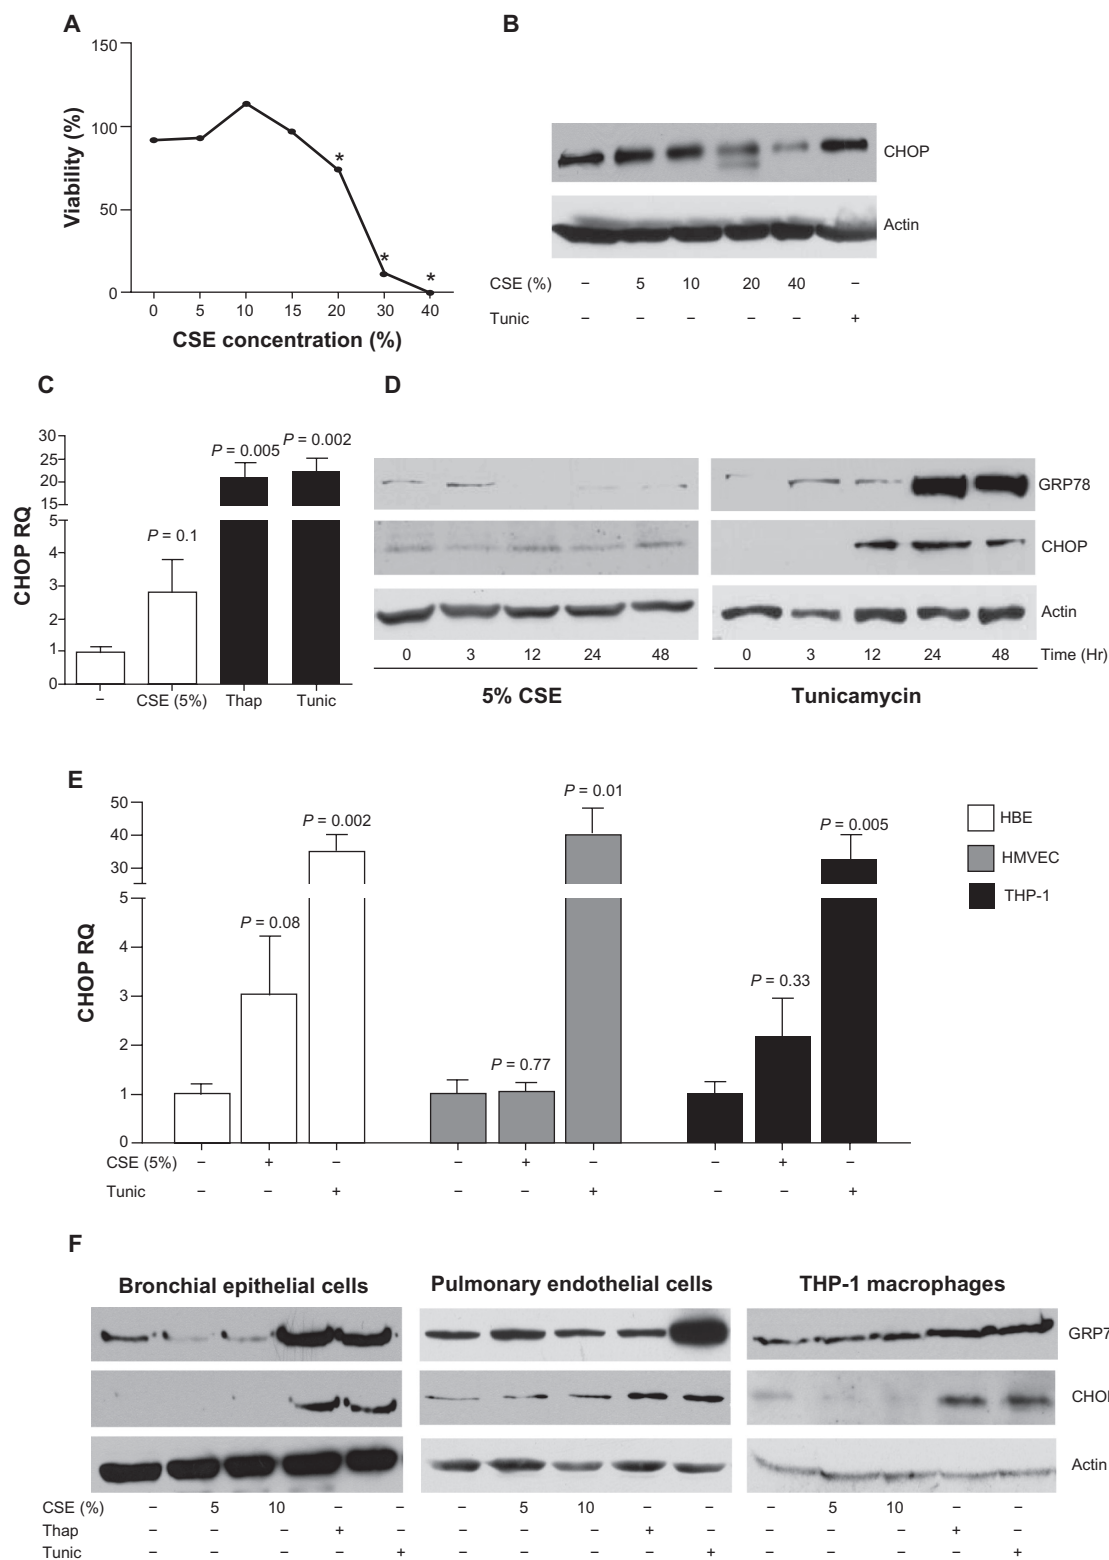 A
150
100
50
0
Viability (%)
* * *
0 5 10 15 20 30 40
CSE concentration (%)
B
CHOP
Actin
CSE (%) – 5 10 20 40 –
Tunic – – – – – +
C
30
25
20
15
5
4
3
2
1
0
CHOP RQ
P = 0.1
P = 0.005
P = 0.002
– CSE (5%) Thap Tunic
D
GRP78
CHOP
Actin
0 3 12 24 48 0 3 12 24 48 Time (Hr)
5% CSE Tunicamycin
E
50
40
30
5
4
3
2
1
0
CHOP RQ
P = 0.08
P = 0.002
P = 0.77
P = 0.01
P = 0.33
P = 0.005
HBE
HMVEC
THP-1
CSE (5%) – + – – + – – + –
Tunic – – + – – + – – +
F
Bronchial epithelial cells Pulmonary endothelial cells THP-1 macrophages
GRP7
CHOP
Actin
CSE (%) – 5 10 – – – 5 10 – – – 5 10 – –
Thap – – – + – – – – + – – – – + –
Tunic – – – – + – – – – + – – – – +